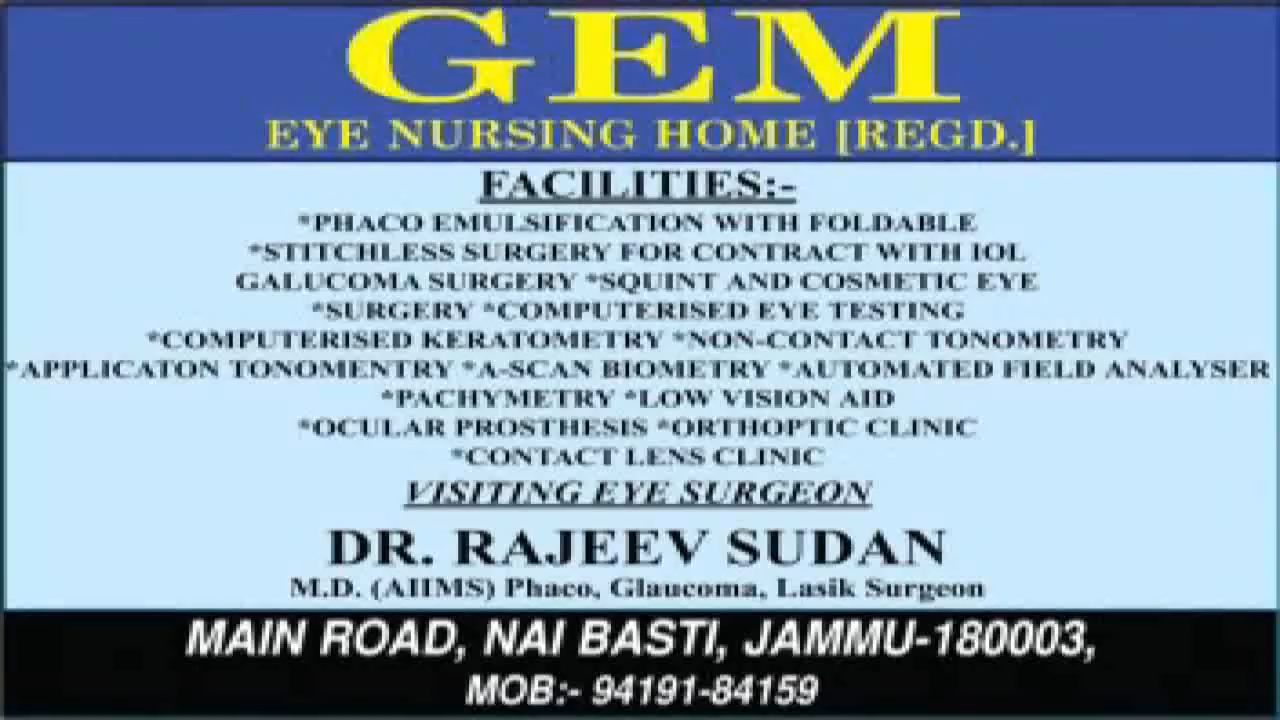 GEM
EYE NURSING HOME [REGD.]
FACILITIES:-
*PHACO EMULSIFICATION WITH FOLDABLE
*STITCHLESS SURGERY FOR CONTRACT WITH IOL
GALUCOMA SURGERY *SQUINT AND COSMETIC EYE
*SURGERY *COMPUTERISED EYE TESTING
*COMPUTERISED KERATOMETRY *NON-CONTACT TONOMETRY
*APPLICATON TONOMENTRY *A-SCAN BIOMETRY *AUTOMATED FIELD ANALYSER
*PACHYMETRY *LOW VISION AID
*OCULAR PROSTHESIS *ORTHOPTIC CLINIC
*CONTACT LENS CLINIC
VISITING EYE SURGEON
DR. RAJEEV SUDAN
M.D. (AIIMS) Phaco, Glaucoma, Lasik Surgeon
MAIN ROAD, NAI BASTI, JAMMU-180003,
MOB:- 94191-84159